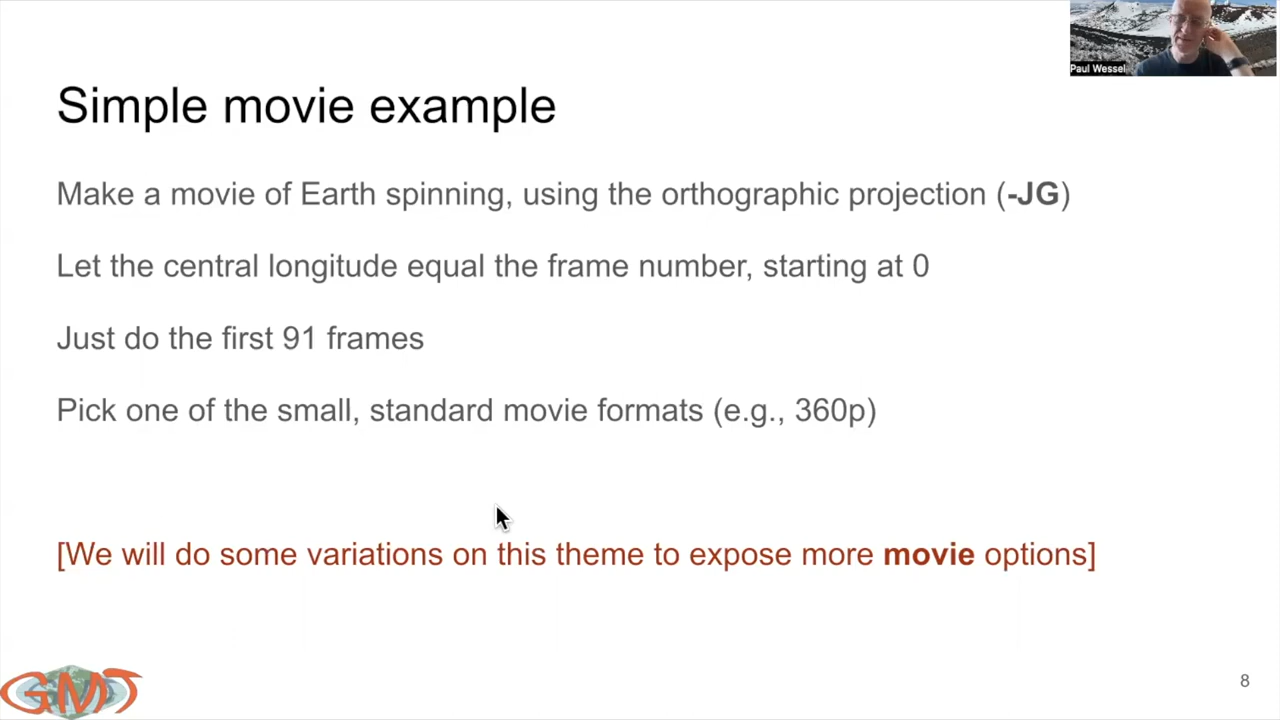 Paul Wessel
Simple movie example
Make a movie of Earth spinning, using the orthographic projection (-JG)
Let the central longitude equal the frame number, starting at 0
Just do the first 91 frames
Pick one of the small, standard movie formats (e.g., 360p)
[We will do some variations on this theme to expose more movie options]
GMT
8